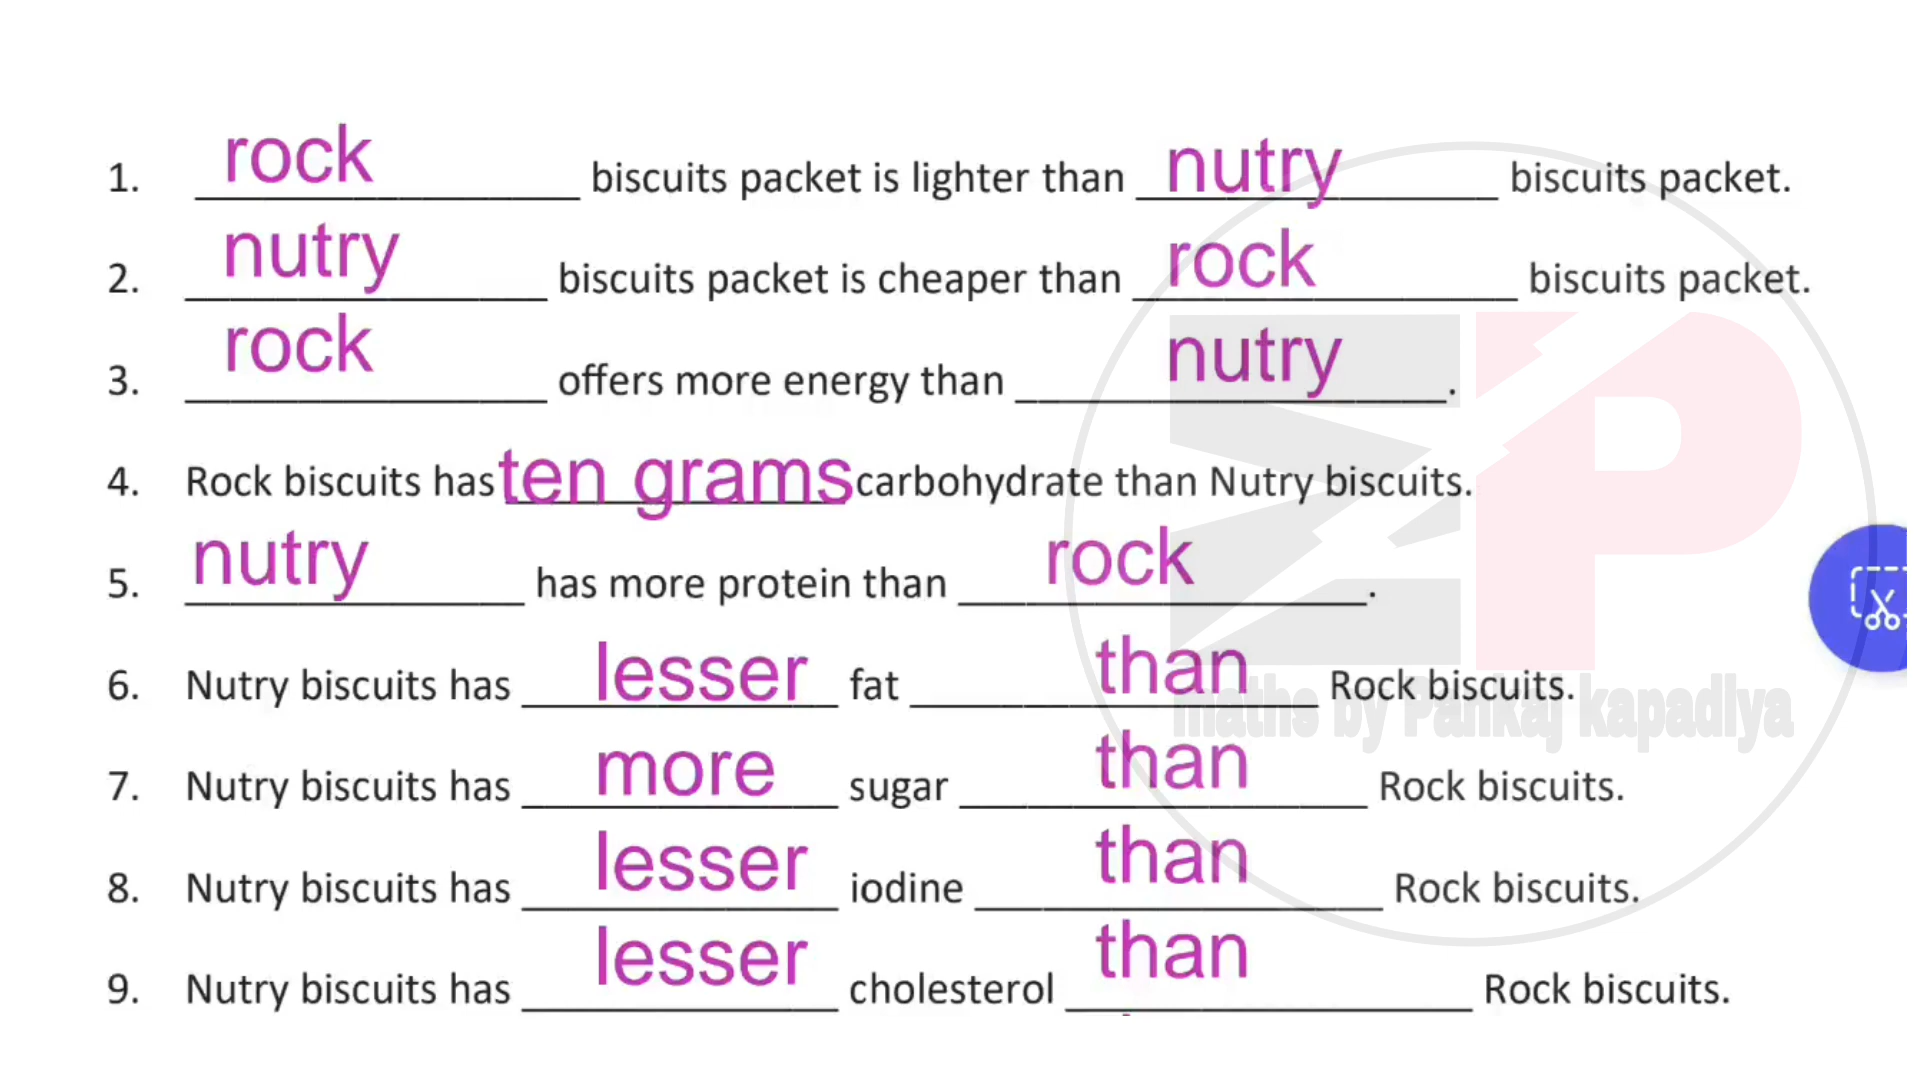 1. rock biscuits packet is lighter than nutry biscuits packet.
2. nutry biscuits packet is cheaper than rock biscuits packet.
3. rock offers more energy than nutry.
4. Rock biscuits has ten grams carbohydrate than Nutry biscuits.
5. nutry has more protein than rock.
6. Nutry biscuits has lesser fat than Rock biscuits.
maths by Pankaj kapadiya
7. Nutry biscuits has more sugar than Rock biscuits.
8. Nutry biscuits has lesser iodine than Rock biscuits.
9. Nutry biscuits has lesser cholesterol than Rock biscuits.